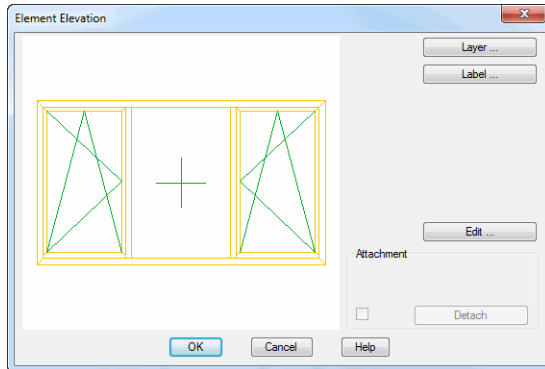 Element Elevation
Layer ...
Label ...
Edit ...
Attachment
Detach
OK
Cancel
Help